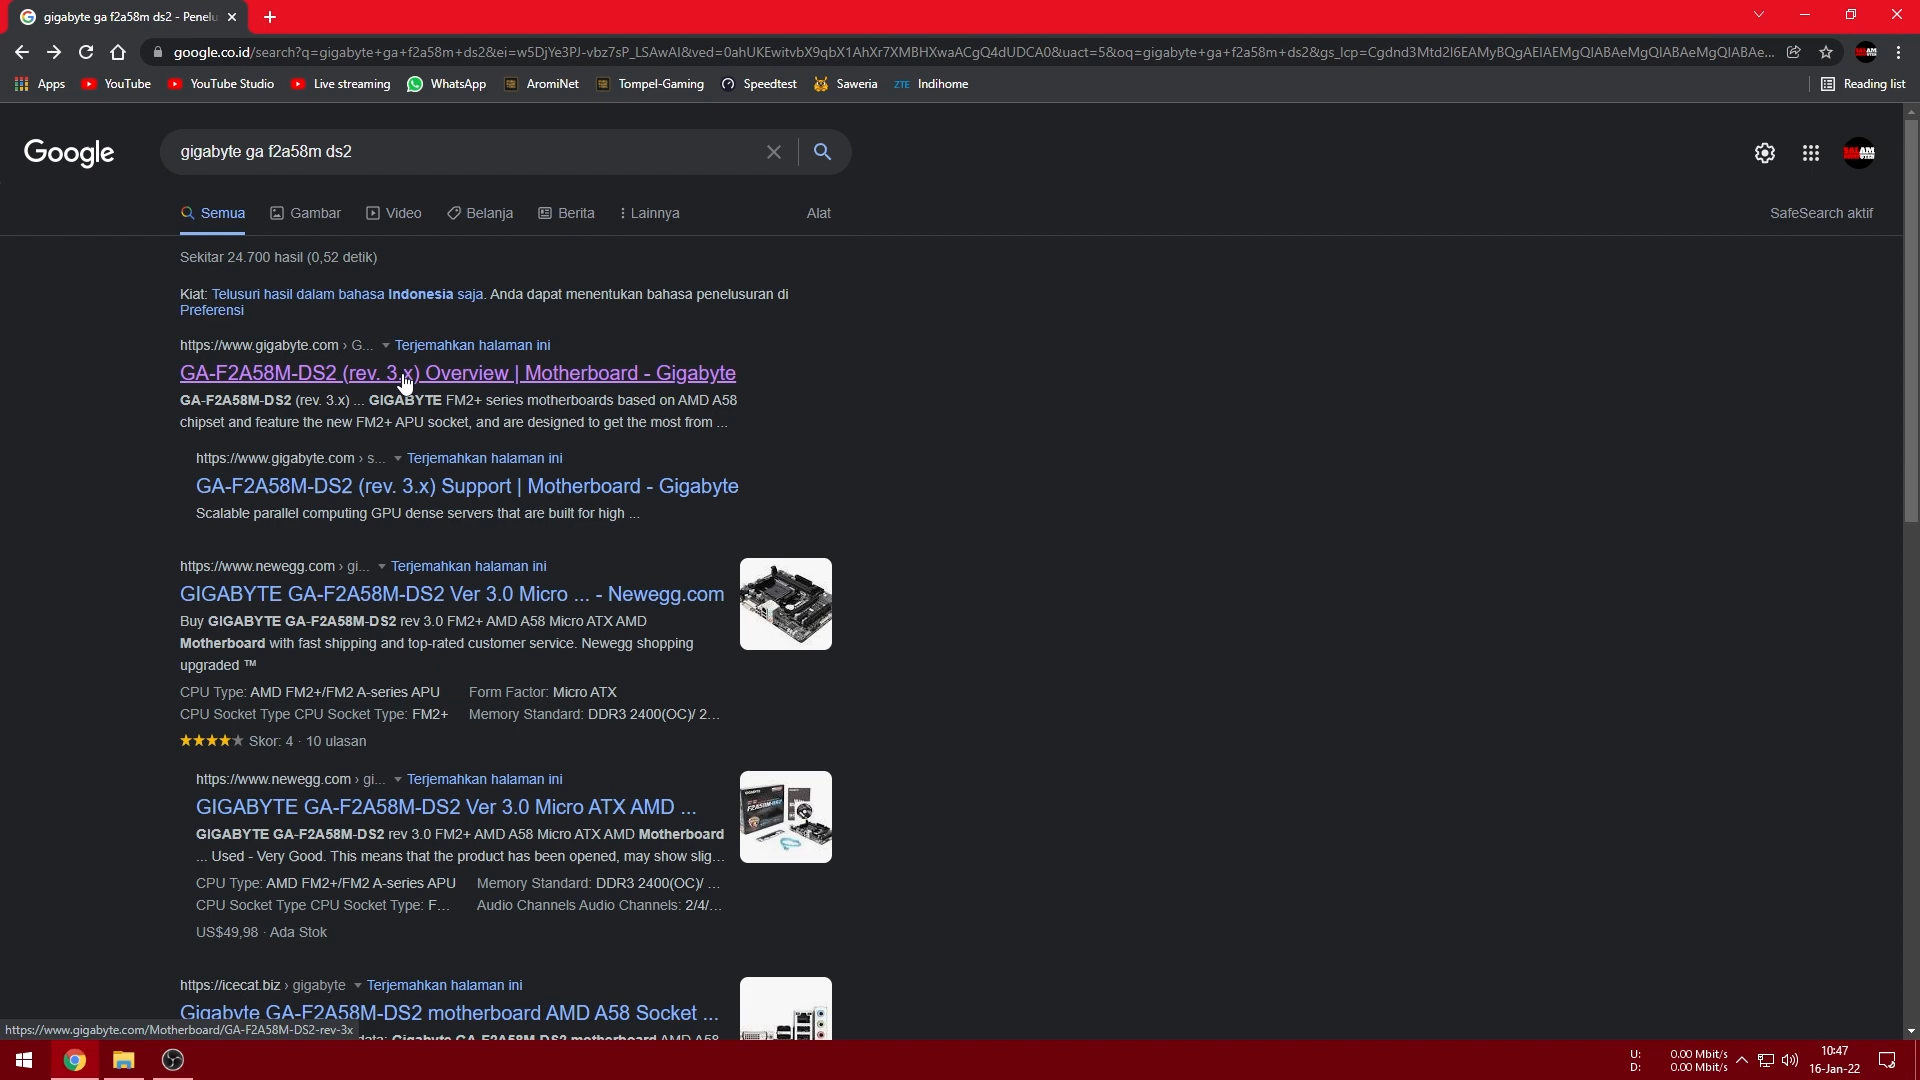 gigabyte ga f2a58m ds2 - Penelu
google.co.id/search?q=gigabyte+ga+f2a58m+ds2&ei=w5DjYe3PJ-vbz7sP_LSAwAI&ved=0ahUKEwitvbX9qbX1AhXr7XMBHXwaACgQ4dUDCA0&uact=5&oq=gigabyte+ga+f2a58m+ds2&gs_lcp=Cgdnd3Mtd2l6EAMyBQgAEIAEMgQIABAeMgQIABAeMgQIABAe...
Apps YouTube YouTube Studio Live streaming WhatsApp AromiNet Tompel-Gaming Speedtest Saweria ZTE Indihome Reading list
Google gigabyte ga f2a58m ds2
Semua Gambar Video Belanja Berita Lainnya Alat SafeSearch aktif
Sekitar 24.700 hasil (0,52 detik)
Kiat: Telusuri hasil dalam bahasa Indonesia saja. Anda dapat menentukan bahasa penelusuran di
Preferensi
https://www.gigabyte.com › G... Terjemahkan halaman ini
GA-F2A58M-DS2 (rev. 3.x) Overview | Motherboard - Gigabyte
GA-F2A58M-DS2 (rev. 3.x) ... GIGABYTE FM2+ series motherboards based on AMD A58
chipset and feature the new FM2+ APU socket, and are designed to get the most from ...
https://www.gigabyte.com › s... Terjemahkan halaman ini
GA-F2A58M-DS2 (rev. 3.x) Support | Motherboard - Gigabyte
Scalable parallel computing GPU dense servers that are built for high ...
https://www.newegg.com › gi... Terjemahkan halaman ini
GIGABYTE GA-F2A58M-DS2 Ver 3.0 Micro ... - Newegg.com
Buy GIGABYTE GA-F2A58M-DS2 rev 3.0 FM2+ AMD A58 Micro ATX AMD
Motherboard with fast shipping and top-rated customer service. Newegg shopping
upgraded ™
CPU Type: AMD FM2+/FM2 A-series APU Form Factor: Micro ATX
CPU Socket Type CPU Socket Type: FM2+ Memory Standard: DDR3 2400(OC)/ 2...
Skor: 4 · 10 ulasan
https://www.newegg.com › gi... Terjemahkan halaman ini
GIGABYTE GA-F2A58M-DS2 Ver 3.0 Micro ATX AMD ...
GIGABYTE GA-F2A58M-DS2 rev 3.0 FM2+ AMD A58 Micro ATX AMD Motherboard
... Used - Very Good. This means that the product has been opened, may show slig...
CPU Type: AMD FM2+/FM2 A-series APU Memory Standard: DDR3 2400(OC)/ ...
CPU Socket Type CPU Socket Type: F... Audio Channels Audio Channels: 2/4/...
US$49,98 · Ada Stok
https://icecat.biz › gigabyte Terjemahkan halaman ini
Gigabyte GA-F2A58M-DS2 motherboard AMD A58 Socket ...
https://www.gigabyte.com/Motherboard/GA-F2A58M-DS2-rev-3x
U: 0.00 Mbit/s
D: 0.00 Mbit/s
10:47
16-Jan-22